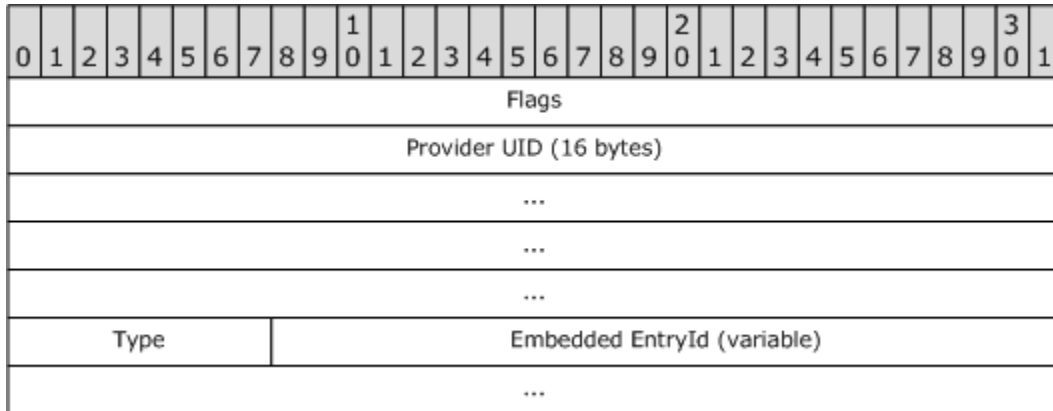 1 2 3
0 1 2 3 4 5 6 7 8 9 0 1 2 3 4 5 6 7 8 9 0 1 2 3 4 5 6 7 8 9 0 1
Flags
Provider UID (16 bytes)
...
...
...
Type Embedded EntryId (variable)
...